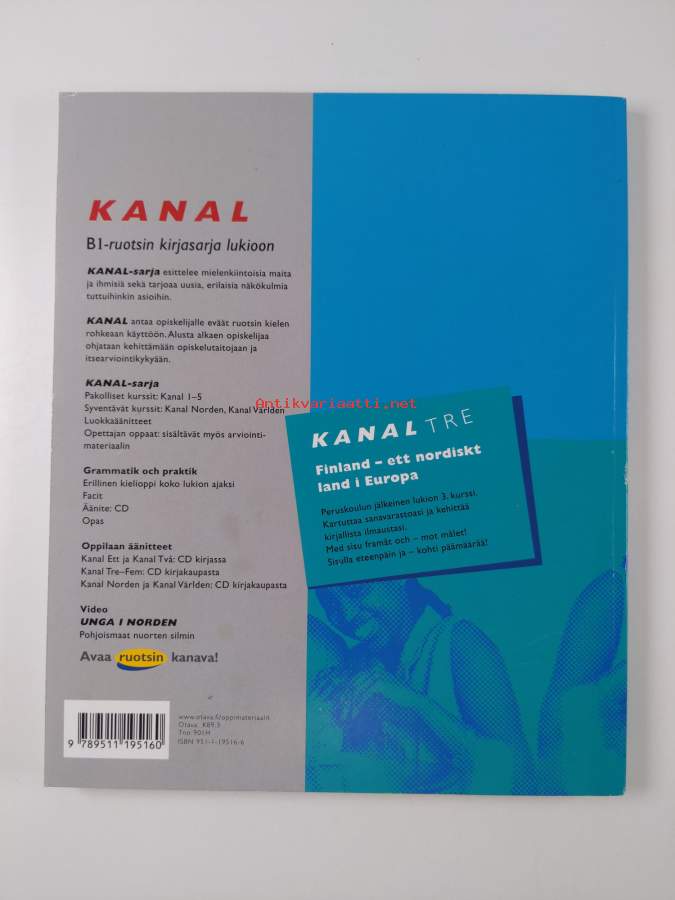 KANAL
B1-ruotsin kirjasarja lukioon
KANAL-sarja esittelee mielenkiintoisia maita
ja ihmisiä sekä tarjoaa uusia, erilaisia näkökulmia
tuttuihinkin asioihin.
KANAL antaa opiskelijalle eväät ruotsin kielen
rohkeaan käyttöön. Alusta alkaen opiskelijaa
ohjataan kehittämään opiskelutaitojaan ja
itsearviointikykyään.
KANAL-sarja
Pakolliset kurssit: Kanal 1–5
Syventävät kurssit: Kanal Norden, Kanal Världen
Luokkaäänitteet
Opettajan oppaat: sisältävät myös arviointi-
materiaalin
Grammatik och praktik
Erillinen kielioppi koko lukion ajaksi
Facit
Äänite: CD
Opas
Oppilaan äänitteet
Kanal Ett ja Kanal Två: CD kirjassa
Kanal Tre–Fem: CD kirjakaupasta
Kanal Norden ja Kanal Världen: CD kirjakaupasta
Video
UNGA I NORDEN
Pohjoismaat nuorten silmin
Avaa ruotsin kanava!
9 789511 195160
www.otava.fi/oppimateriaalit
Otava K89.5
Tno 901H
ISBN 951-1-19516-6
Antikvariaatti.net
KANAL TRE
Finland – ett nordiskt
land i Europa
Peruskoulun jälkeinen lukion 3. kurssi.
Kartuttaa sanavarastoasi ja kehittää
kirjallista ilmaustasi.
Med sisu framåt och – mot målet!
Sisulla eteenpäin ja – kohti päämäärää!